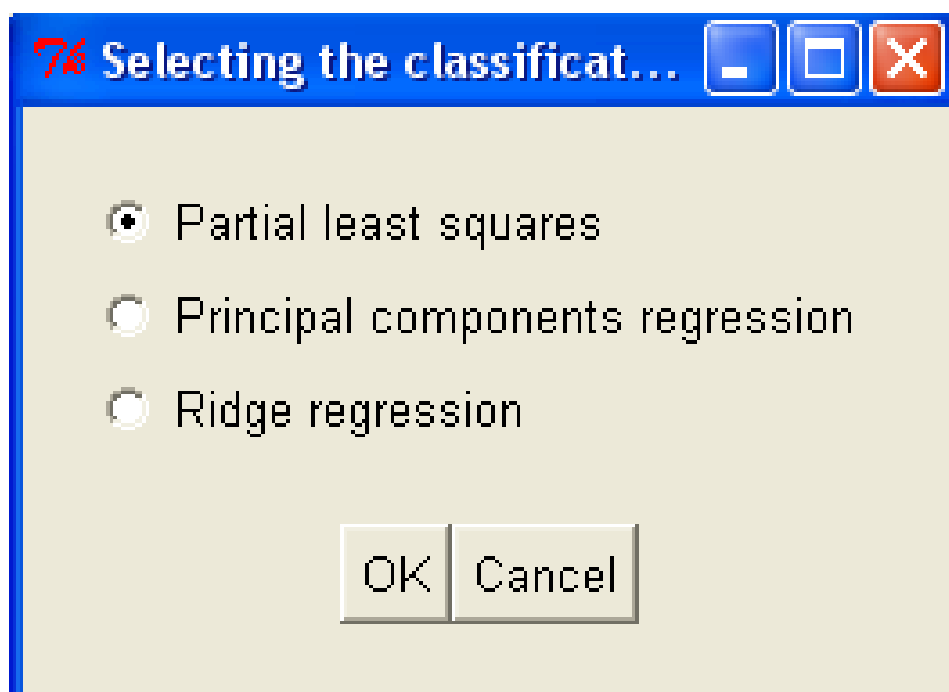 Selecting the classificat...
Partial least squares
Principal components regression
Ridge regression
OK Cancel